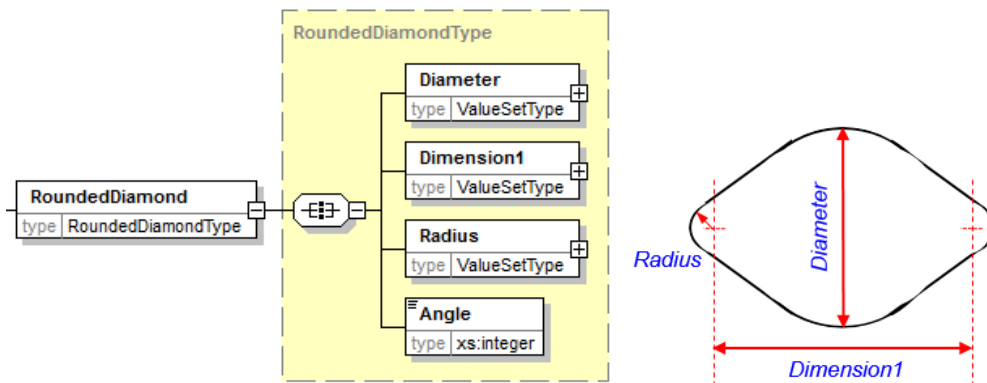 RoundedDiamondType
Diameter
type ValueSetType
Dimension1
type ValueSetType
RoundedDiamond
type RoundedDiamondType
Radius
type ValueSetType
Angle
type xs:integer
Diameter
Radius
Dimension1